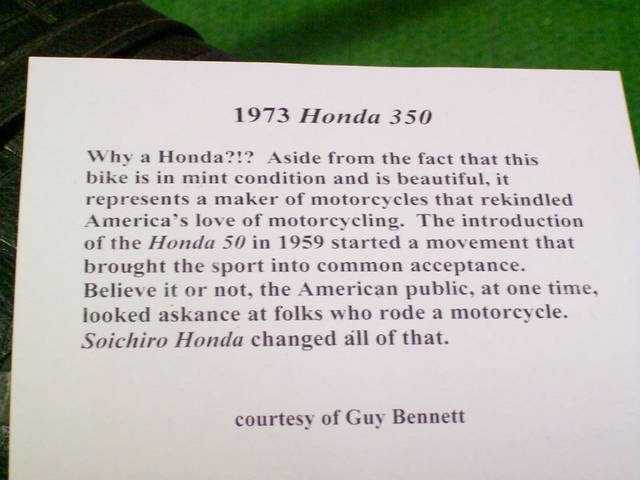 1973 Honda 350
Why a Honda?!? Aside from the fact that this
bike is in mint condition and is beautiful, it
represents a maker of motorcycles that rekindled
America's love of motorcycling. The introduction
of the Honda 50 in 1959 started a movement that
brought the sport into common acceptance.
Believe it or not, the American public, at one time,
looked askance at folks who rode a motorcycle.
Soichiro Honda changed all of that.
courtesy of Guy Bennett